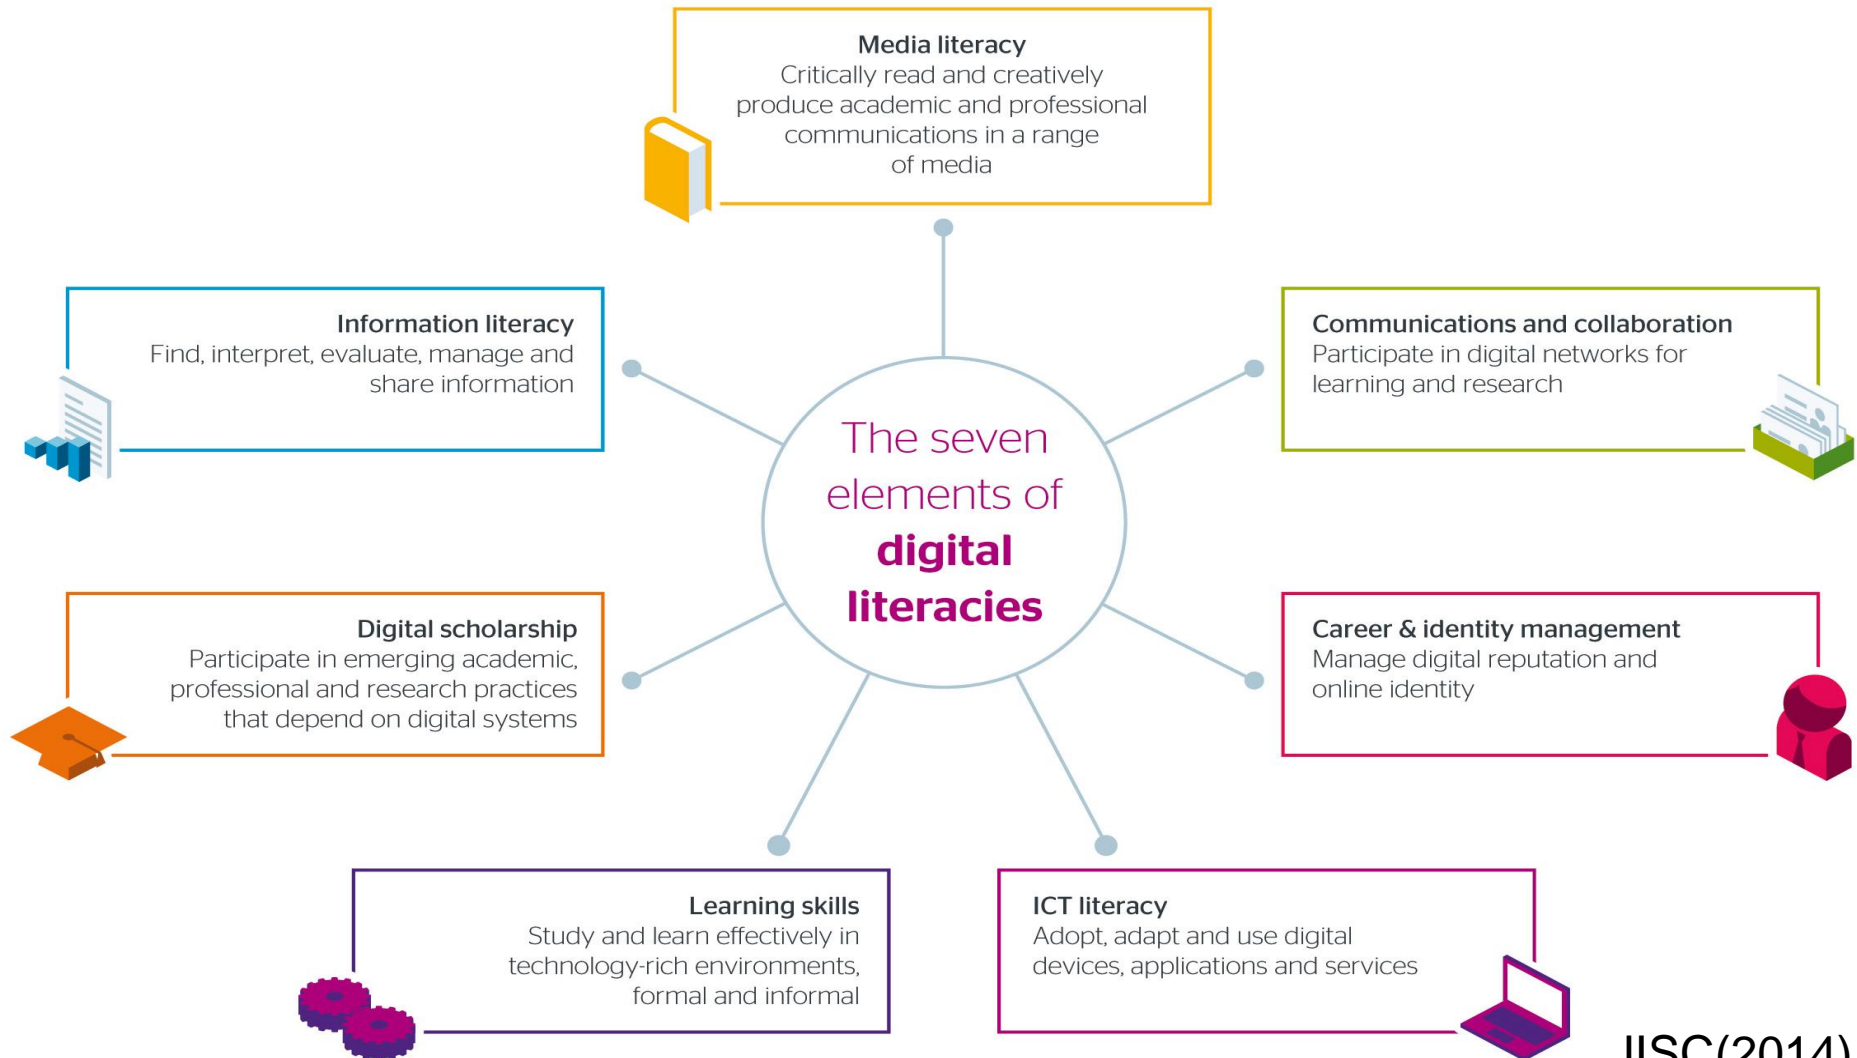 Media literacy
Critically read and creatively
produce academic and professional
communications in a range
of media
Information literacy
Find, interpret, evaluate, manage and
share information
Communications and collaboration
Participate in digital networks for
learning and research
The seven
elements of
digital
literacies
Digital scholarship
Participate in emerging academic,
professional and research practices
that depend on digital systems
Career & identity management
Manage digital reputation and
online identity
Learning skills
Study and learn effectively in
technology-rich environments,
formal and informal
ICT literacy
Adopt, adapt and use digital
devices, applications and services
JISC(2014)